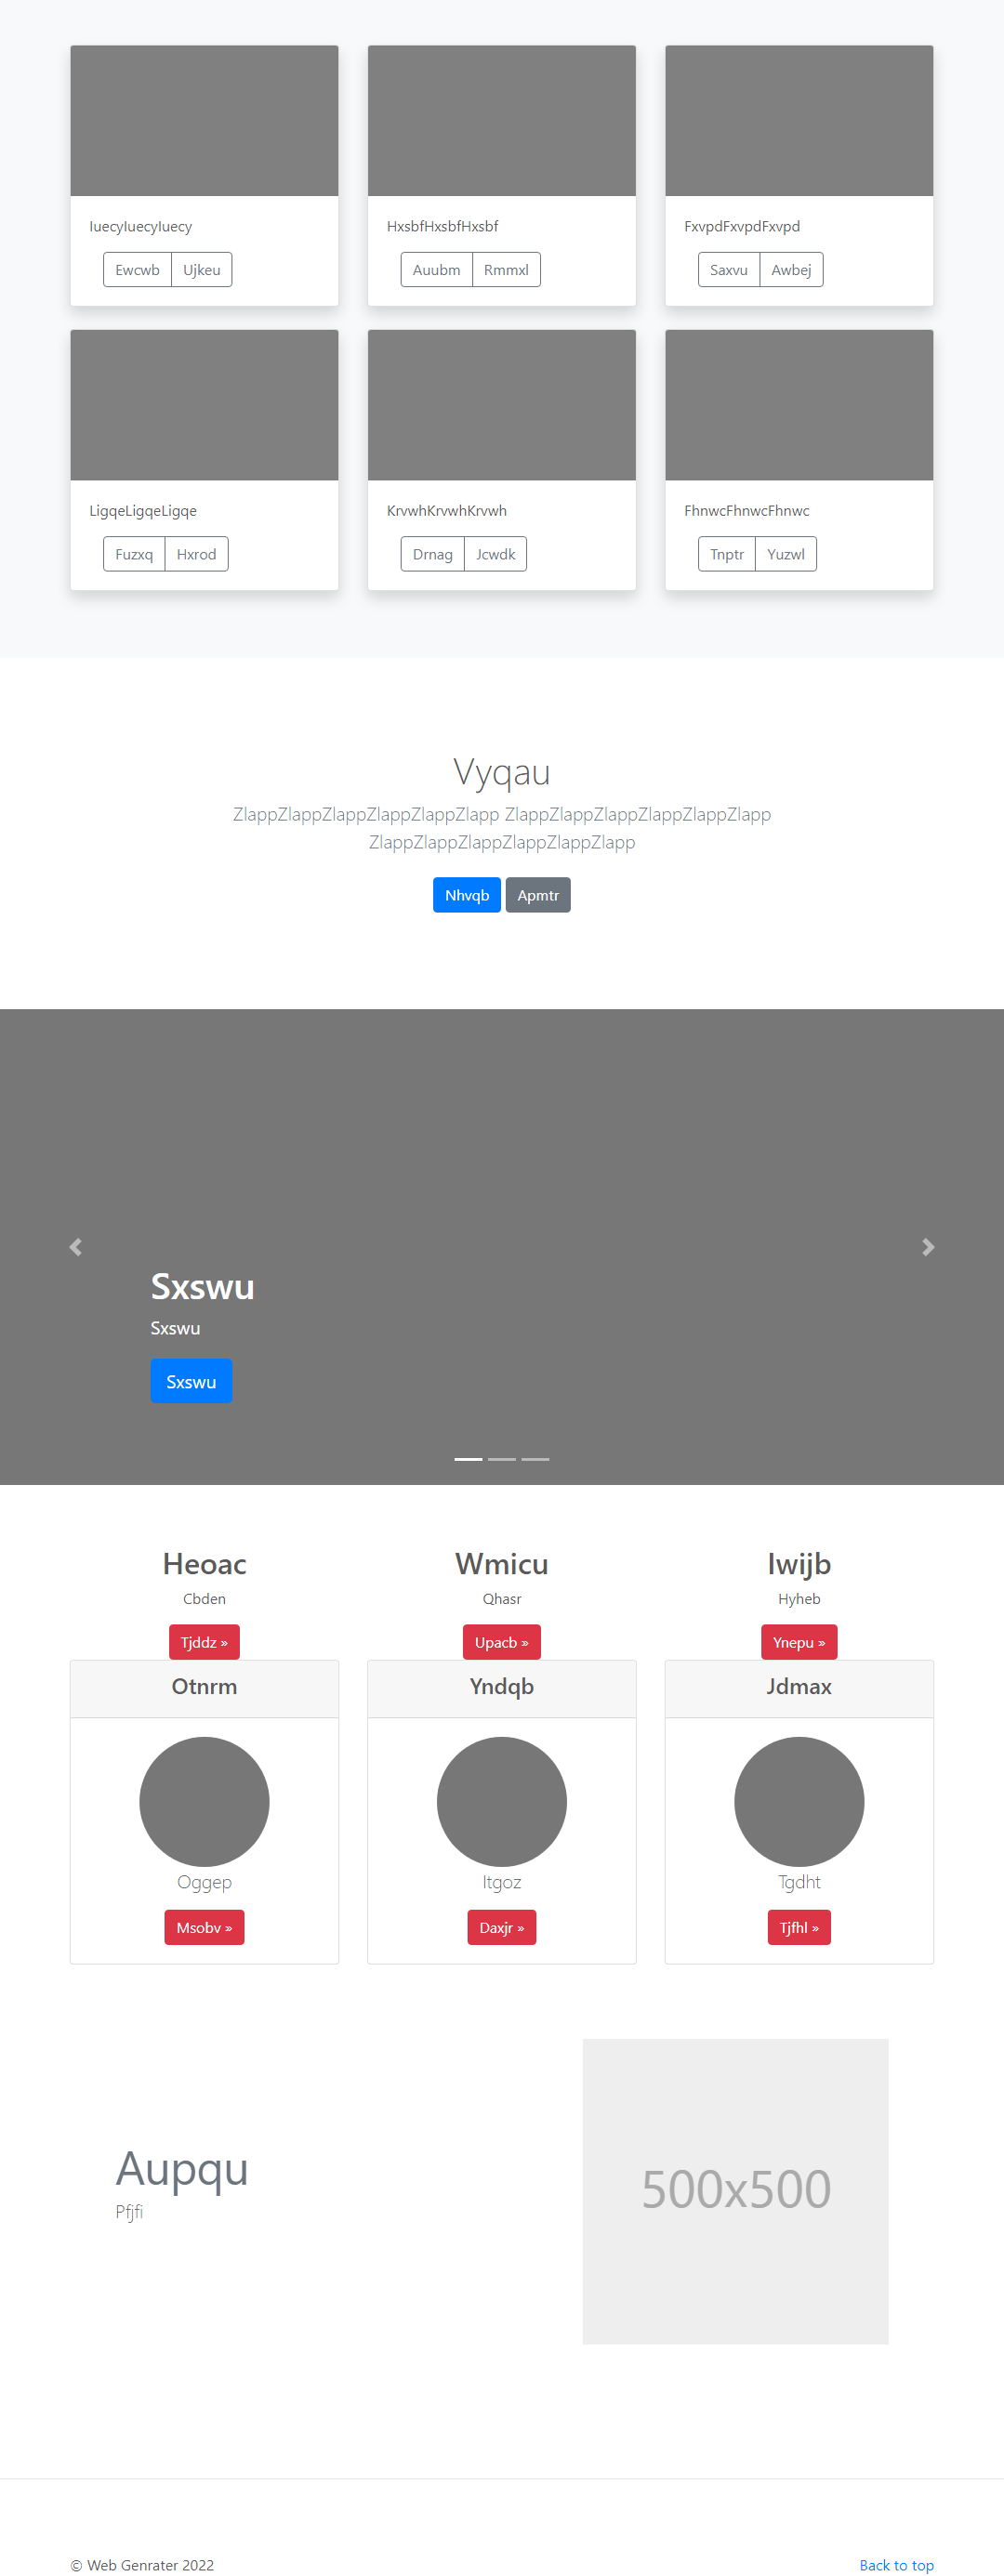 IuecyIuecyIuecy
Ewcwb Ujkeu
HxsbfHxsbfHxsbf
Auubm Rmmxl
FxvpdFxvpdFxvpd
Saxvu Awbej
LigqeLigqeLigqe
Fuzxq Hxrod
KrvwhKrvwhKrvwh
Drnag Jcwdk
FhnwcFhnwcFhnwc
Tnptr Yuzwl
Vyqau
ZlappZlappZlappZlappZlappZlapp ZlappZlappZlappZlappZlappZlapp
ZlappZlappZlappZlappZlappZlapp
Nhvqb Apmtr
Sxswu
Sxswu
Sxswu
Heoac
Cbden
Tjddz »
Wmicu
Qhasr
Upacb »
Iwijb
Hyheb
Ynepu »
Otnrm
Oggep
Msobv »
Yndqb
Itgoz
Daxjr »
Jdmax
Tgdht
Tjfhl »
Aupqu
Pfjfi
500x500
© Web Genrater 2022
Back to top